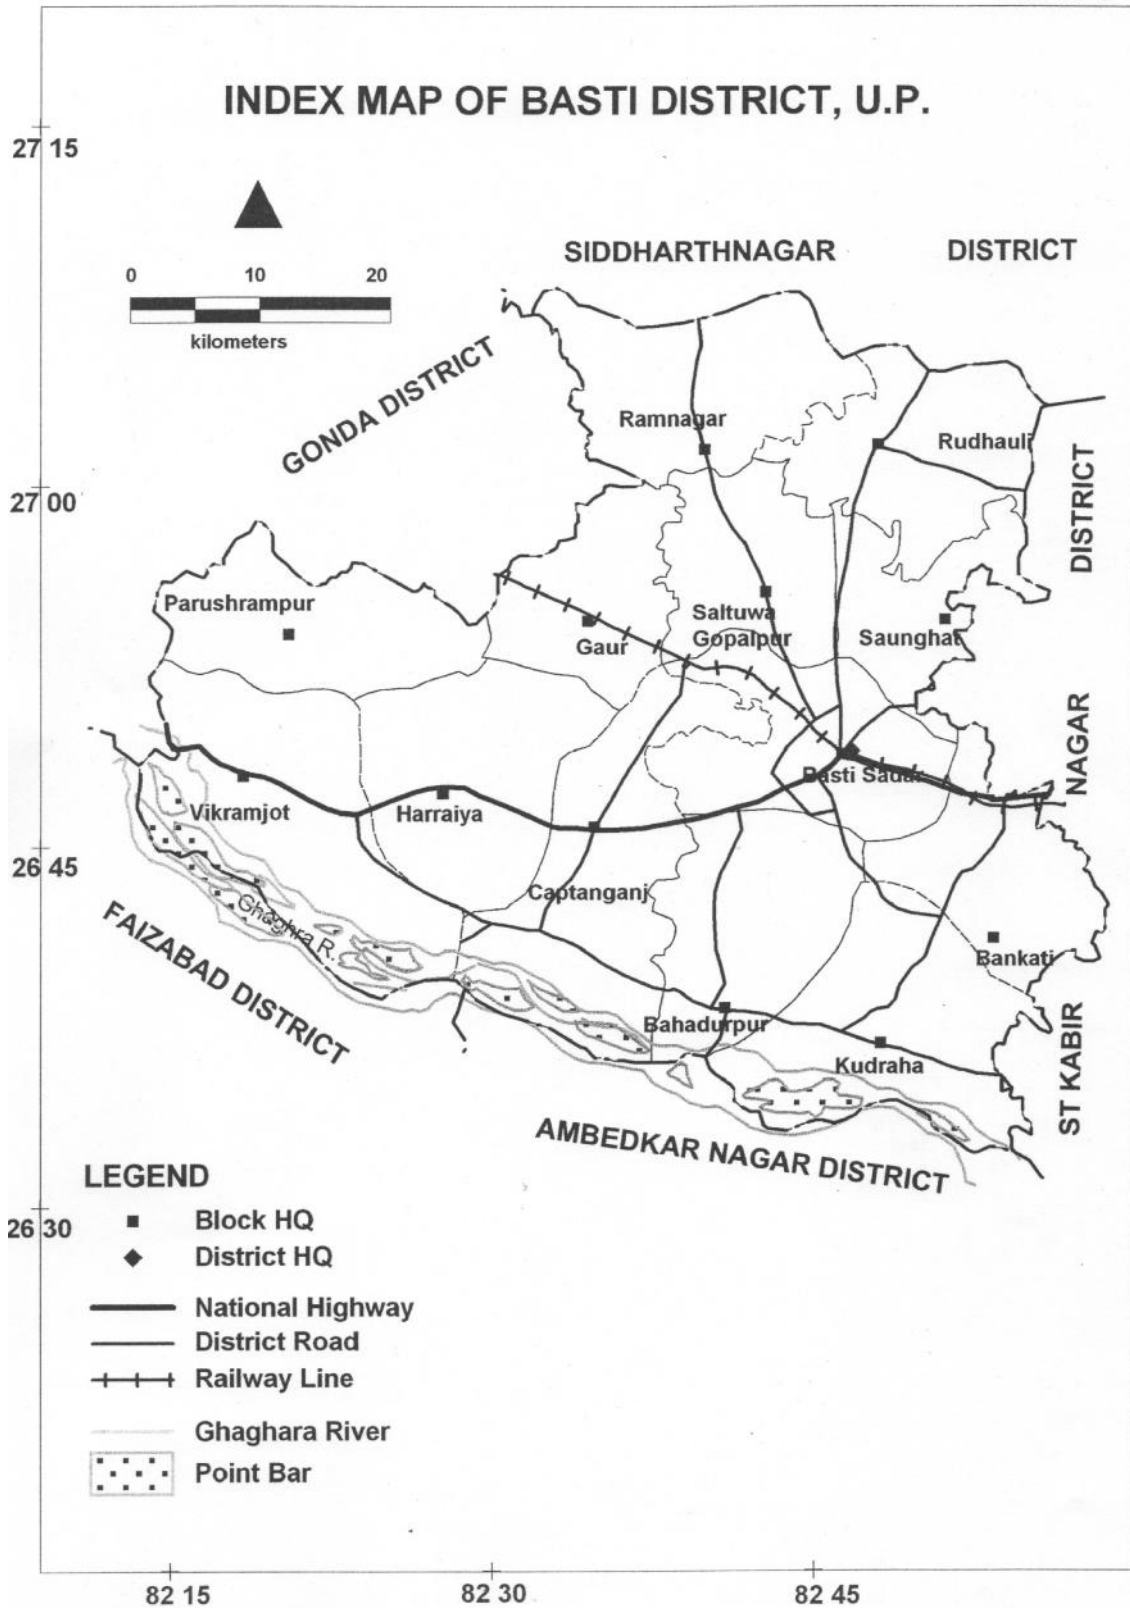 INDEX MAP OF BASTI DISTRICT, U.P.
27 15
0 10 20
kilometers
SIDDHARTHNAGAR DISTRICT
GONDA DISTRICT
Ramnagar
Rudhauli
27 00
DISTRICT
Parushrampur
Saltuwa
Gopalpur
Gaur
Saunghat
NAGAR
Basti Sadar
Vikramjot
Harraiya
26 45
Captanganj
Ghaghra R.
FAIZABAD DISTRICT
Bankati
Bahadurpur
Kudraha
ST KABIR
AMBEDKAR NAGAR DISTRICT
LEGEND
26 30
Block HQ
District HQ
National Highway
District Road
Railway Line
Ghaghara River
Point Bar
82 15 82 30 82 45